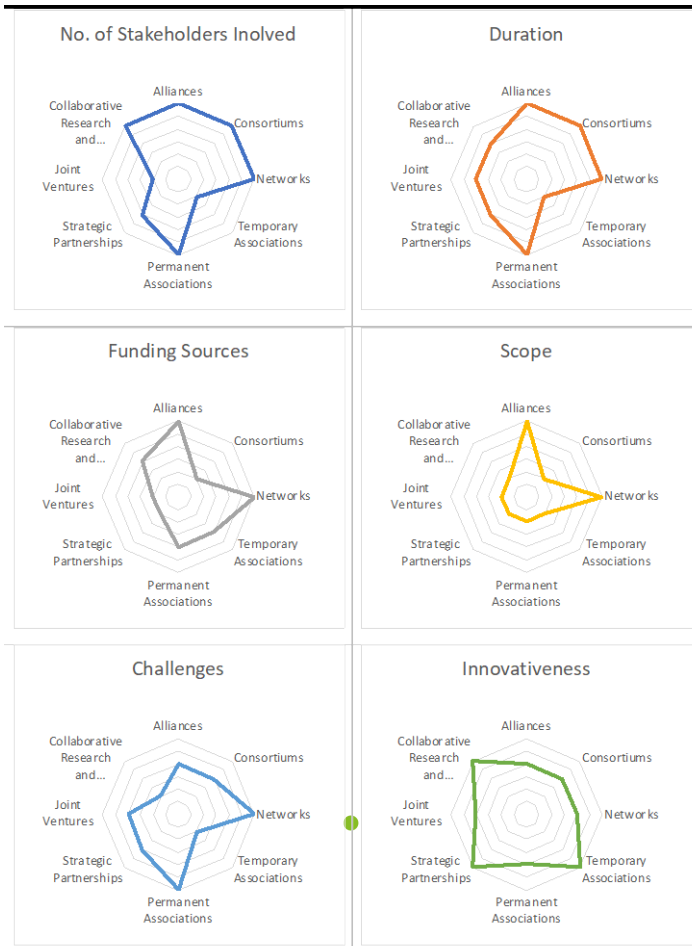 No. of Stakeholders Inolved
Alliances
Collaborative
Research
and...
Consortiums
Joint
Ventures
Networks
Strategic
Partnerships
Temporary
Associations
Permanent
Associations
Duration
Alliances
Collaborative
Research
and...
Consortiums
Joint
Ventures
Networks
Strategic
Partnerships
Temporary
Associations
Permanent
Associations
Funding Sources
Alliances
Collaborative
Research
and...
Consortiums
Joint
Ventures
Networks
Strategic
Partnerships
Temporary
Associations
Permanent
Associations
Scope
Alliances
Collaborative
Research
and...
Consortiums
Joint
Ventures
Networks
Strategic
Partnerships
Temporary
Associations
Permanent
Associations
Challenges
Alliances
Collaborative
Research
and...
Consortiums
Joint
Ventures
Networks
Strategic
Partnerships
Temporary
Associations
Permanent
Associations
Innovativeness
Alliances
Collaborative
Research
and...
Consortiums
Joint
Ventures
Networks
Strategic
Partnerships
Temporary
Associations
Permanent
Associations